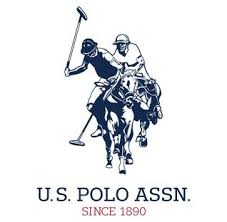 U.S. POLO ASSN.
SINCE 1890